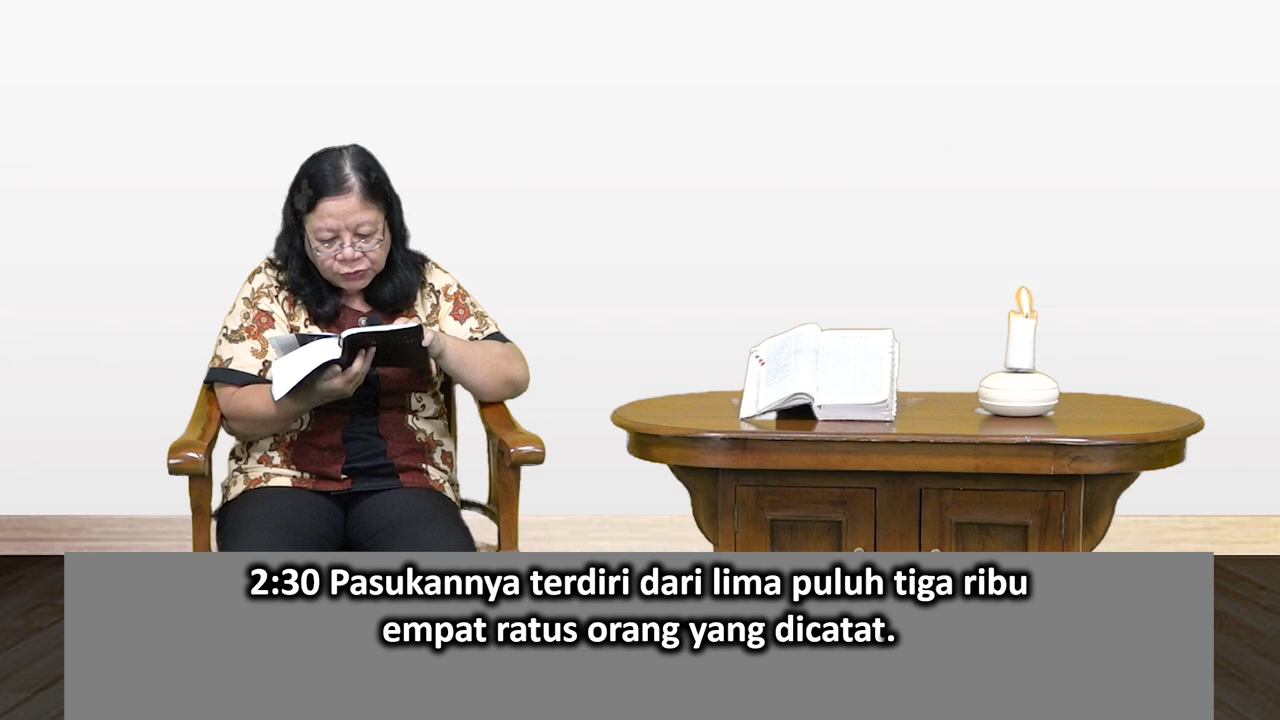 2:30 Pasukannya terdiri dari lima puluh tiga ribu
empat ratus orang yang dicatat.